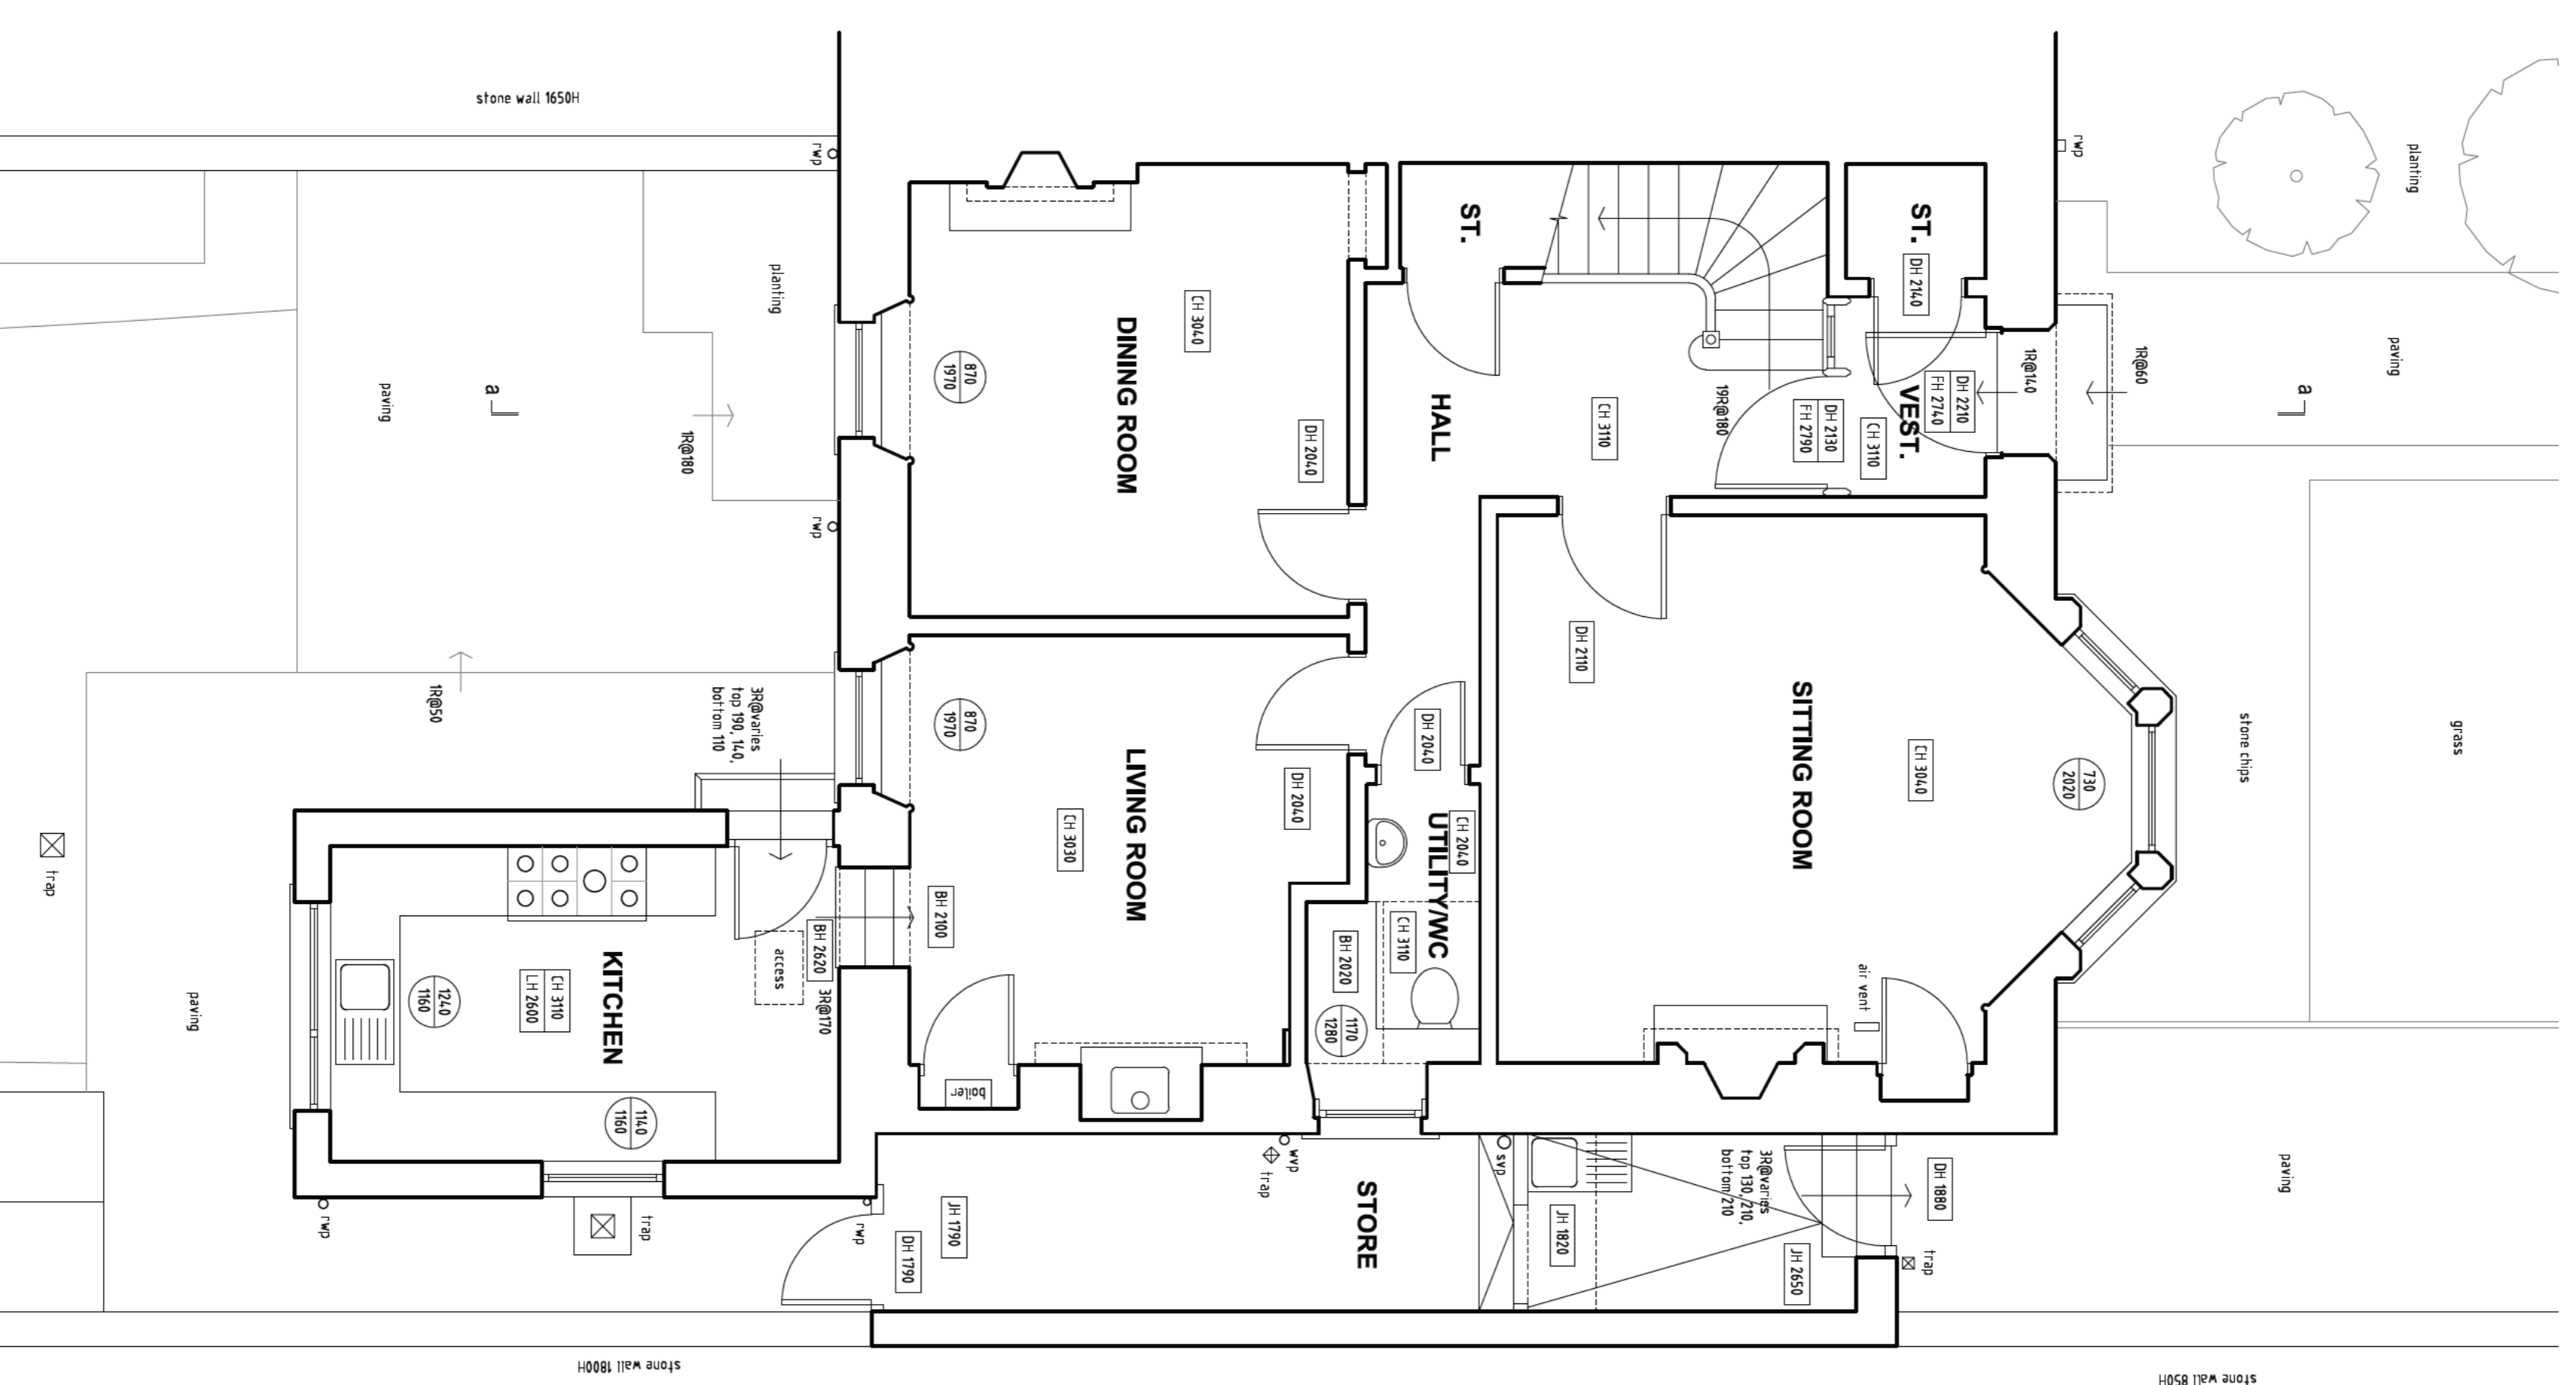 stone wall 1650H
rwp
planting
paving
a
1R@180
rwp
1R@50
3R@varies
top 190, 140,
bottom 110
trap
paving
DINING ROOM
CH 3040
870
1970
DH 2040
ST.
HALL
CH 3110
19R@180
DH 2130
FH 2790
CH 3110
VEST.
DH 2210
FH 2740
ST.
DH 2140
1R@140
1R@60
rwp
planting
paving
a
LIVING ROOM
CH 3030
870
1970
DH 2040
BH 2100
boiler
KITCHEN
CH 3110
LH 2600
1240
1160
1140
1160
access
BH 2620
3R@170
UTILITY/WC
DH 2040
CH 2040
CH 3110
BH 2020
1170
1280
SITTING ROOM
DH 2110
CH 3040
730
2020
air vent
stone chips
grass
paving
STORE
JH 1790
DH 1790
wvp
trap
svp
JH 1820
3R@varies
top 130, 210,
bottom 210
JH 2650
DH 1880
trap
rwp
trap
rwp
stone wall 1800H
stone wall 850H